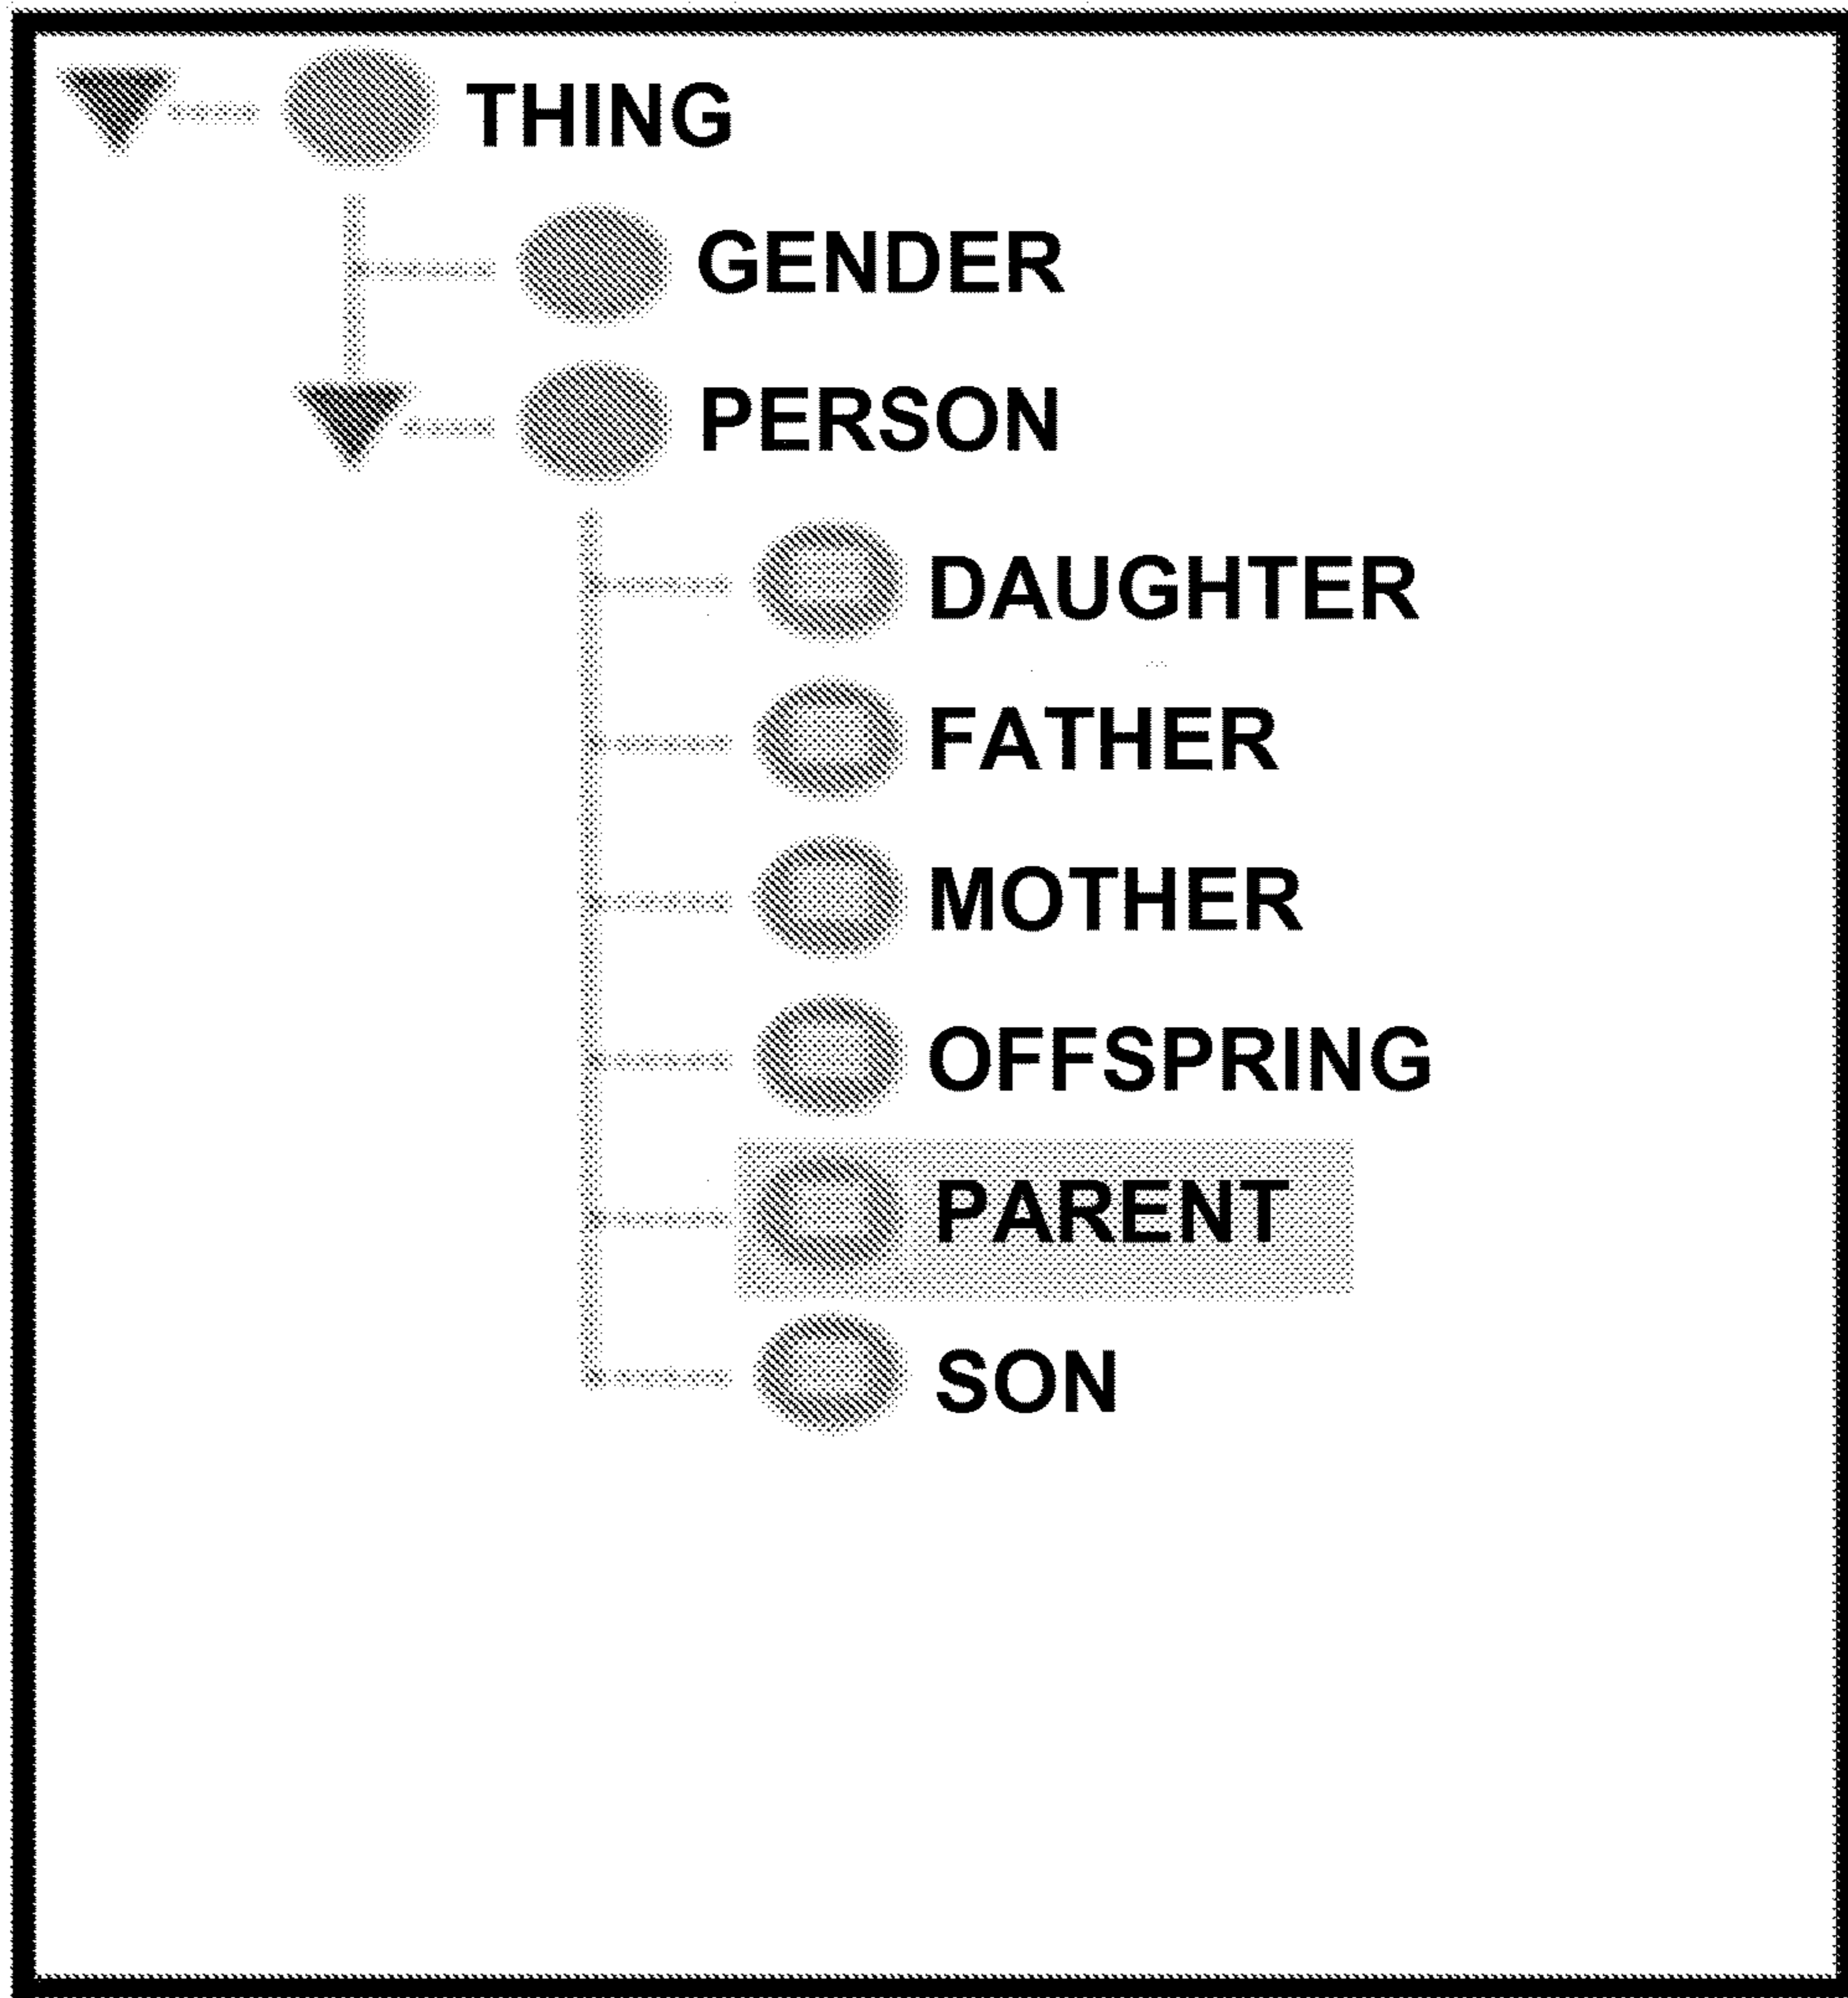 THING
GENDER
PERSON
DAUGHTER
FATHER
MOTHER
OFFSPRING
PARENT
SON